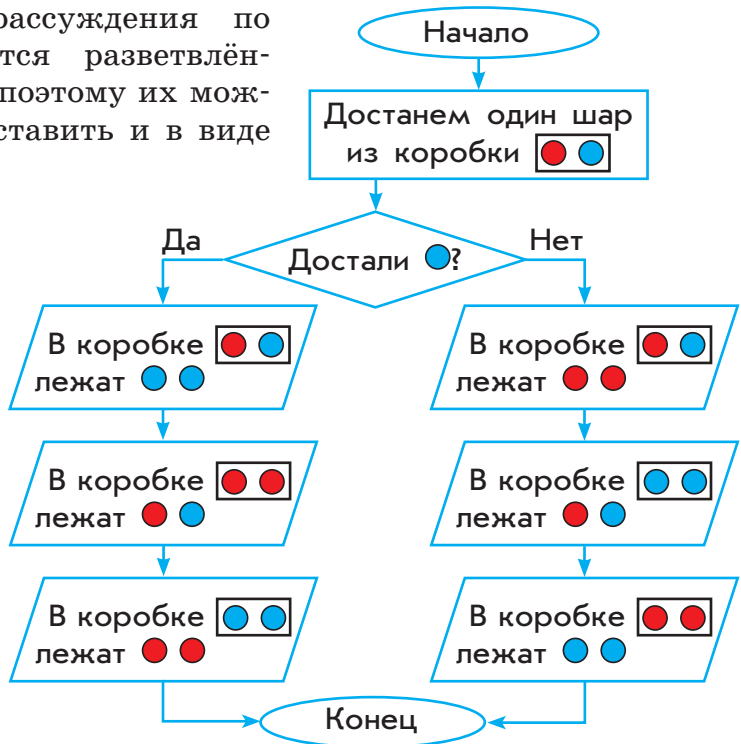 рассуждения по
тся разветвлён-
поэтому их мож-
ставить и в виде
Начало
Достанем один шар
из коробки
Достали ?
Да
Нет
В коробке
лежат
В коробке
лежат
В коробке
лежат
В коробке
лежат
В коробке
лежат
В коробке
лежат
Конец